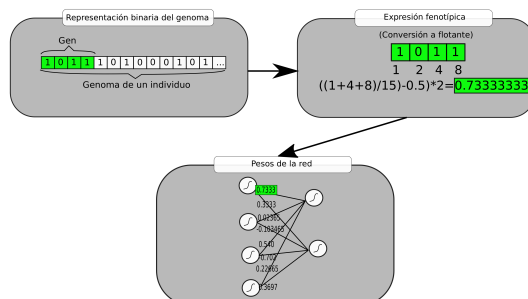 Representación binaria del genoma
Gen
1 0 1 1 1 0 1 0 0 0 1 0 1 ...
Genoma de un individuo
Expresión fenotípica
(Conversión a flotante)
1 0 1 1
1 2 4 8
((1+4+8)/15)-0.5)*2=0.73333333
Pesos de la red
0.7333
0.3333
-0.02365
-0.103465
0.540
-0.702
0.22665
0.3697